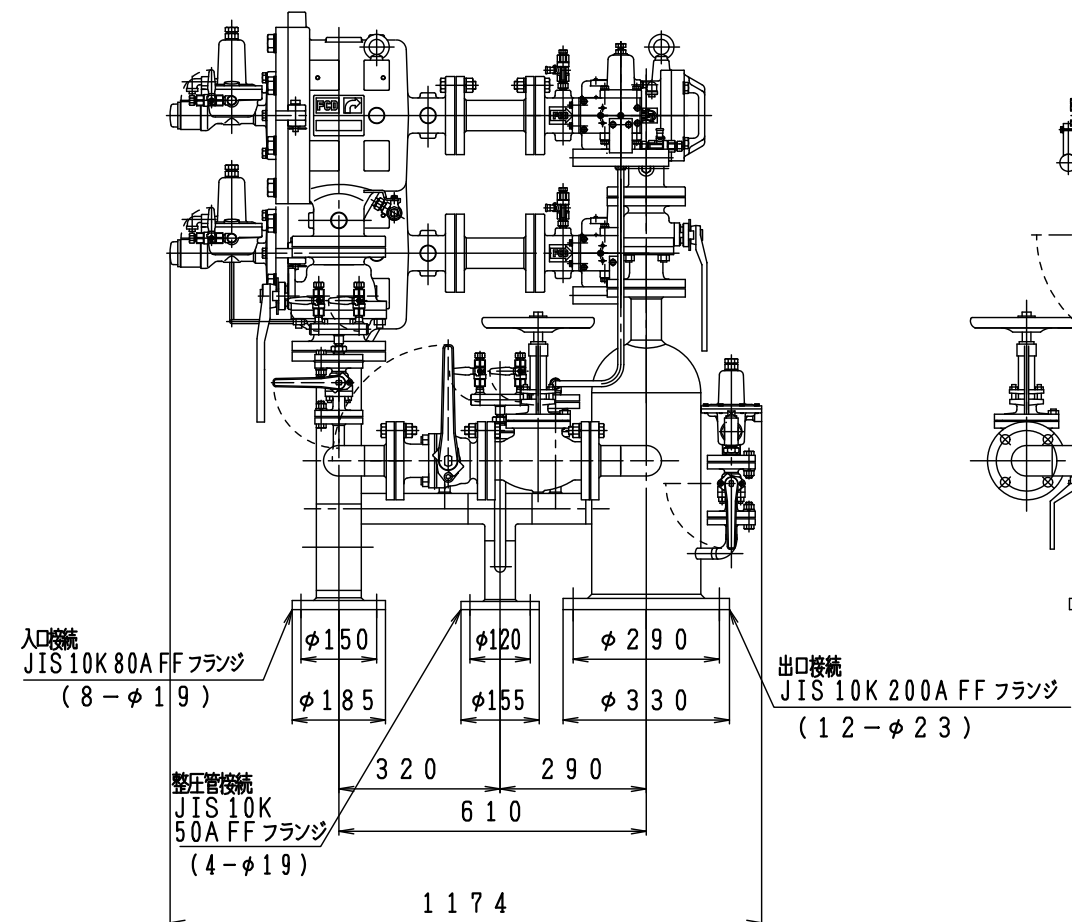 FCD
FCD
FCD
入口接続
JIS 10K 80A FF フランジ
(8-φ19)
φ150
φ120
φ290
φ185
φ155
φ330
出口接続
JIS 10K 200A FF フランジ
(12-φ23)
320
290
整圧管接続
JIS 10K
50A FF フランジ
(4-φ19)
610
1174